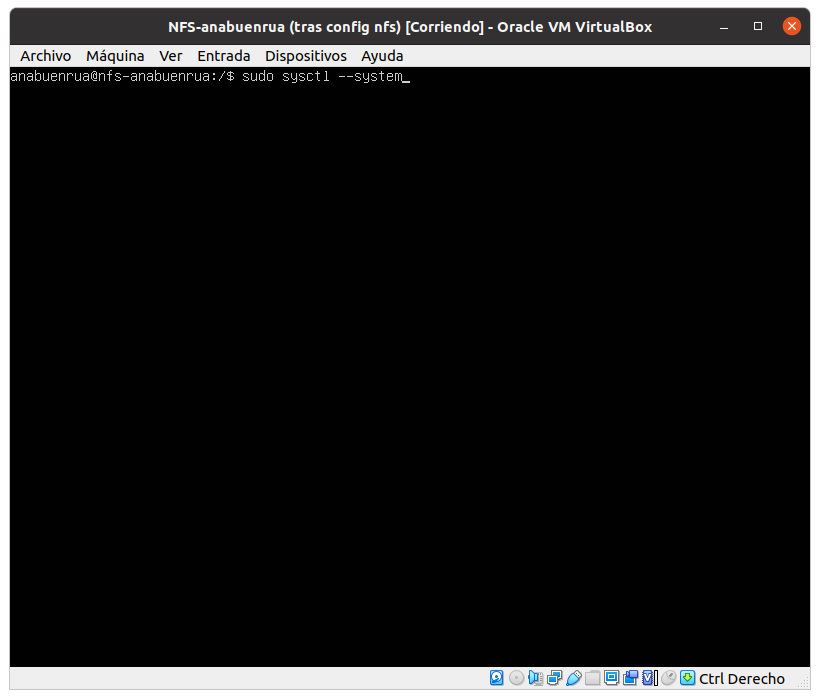 NFS-anabuenrua (tras config nfs) [Corriendo] - Oracle VM VirtualBox
Archivo Máquina Ver Entrada Dispositivos Ayuda
anabuenrua@nfs-anabuenrua:/$ sudo sysctl --system_
Ctrl Derecho